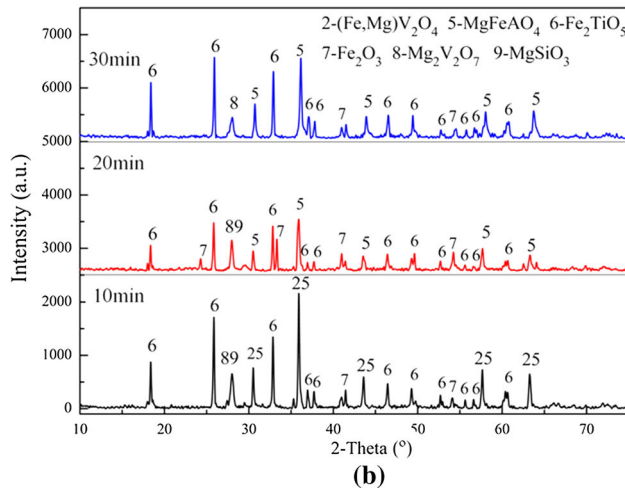 2-(Fe,Mg)V₂O₄ 5-MgFeAO₄ 6-Fe₂TiO₅
7-Fe₂O₃ 8-Mg₂V₂O₇ 9-MgSiO₃
7000
6000
5000
4000
3000
2000
1000
0
Intensity (a.u.)
30min
6 6 8 5 6 5 6 6 7 5 6 6 6 7 6 6 5 6 5
20min
6 7 6 89 5 6 7 5 6 6 7 5 6 6 6 7 6 6 5 6 5
10min
6 6 89 25 6 25 6 6 7 25 6 6 6 7 6 6 25 6 25
10 20 30 40 50 60 70
2-Theta (°)
(b)